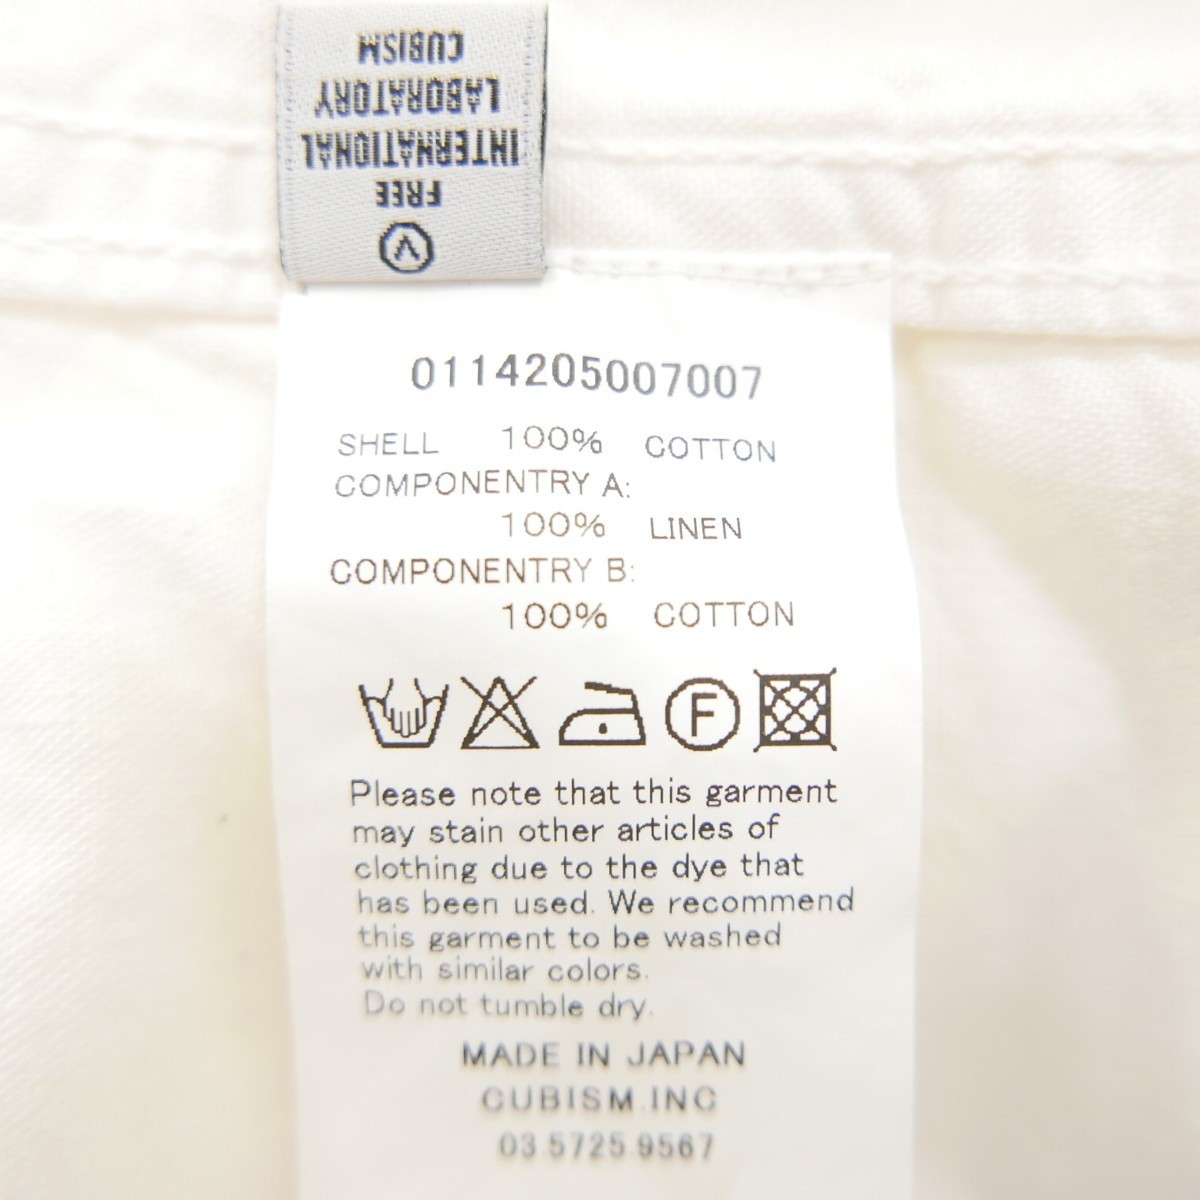 CUBISM
LABORATORY
INTERNATIONAL
FREE
V
0114205007007
SHELL 100% COTTON
COMPONENTRY A:
100% LINEN
COMPONENTRY B:
100% COTTON
F
Please note that this garment
may stain other articles of
clothing due to the dye that
has been used. We recommend
this garment to be washed
with similar colors.
Do not tumble dry.
MADE IN JAPAN
CUBISM.INC
03.5725.9567